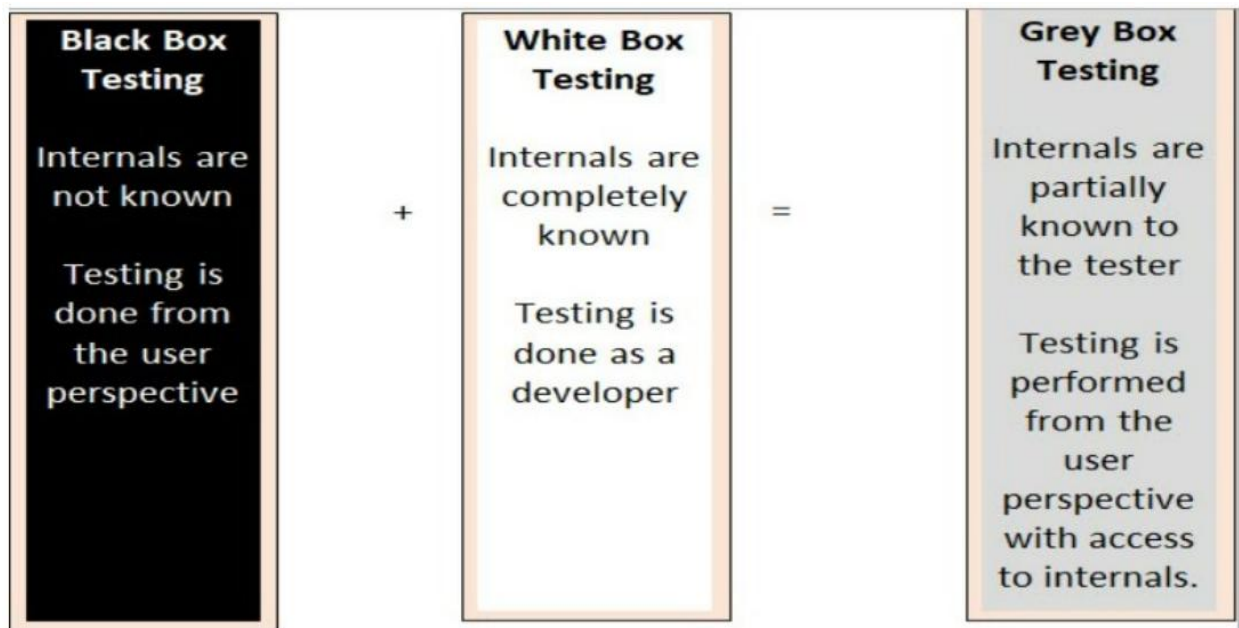 Black Box
Testing
Internals are
not known
Testing is
done from
the user
perspective
+
White Box
Testing
Internals are
completely
known
Testing is
done as a
developer
=
Grey Box
Testing
Internals are
partially
known to
the tester
Testing is
performed
from the
user
perspective
with access
to internals.